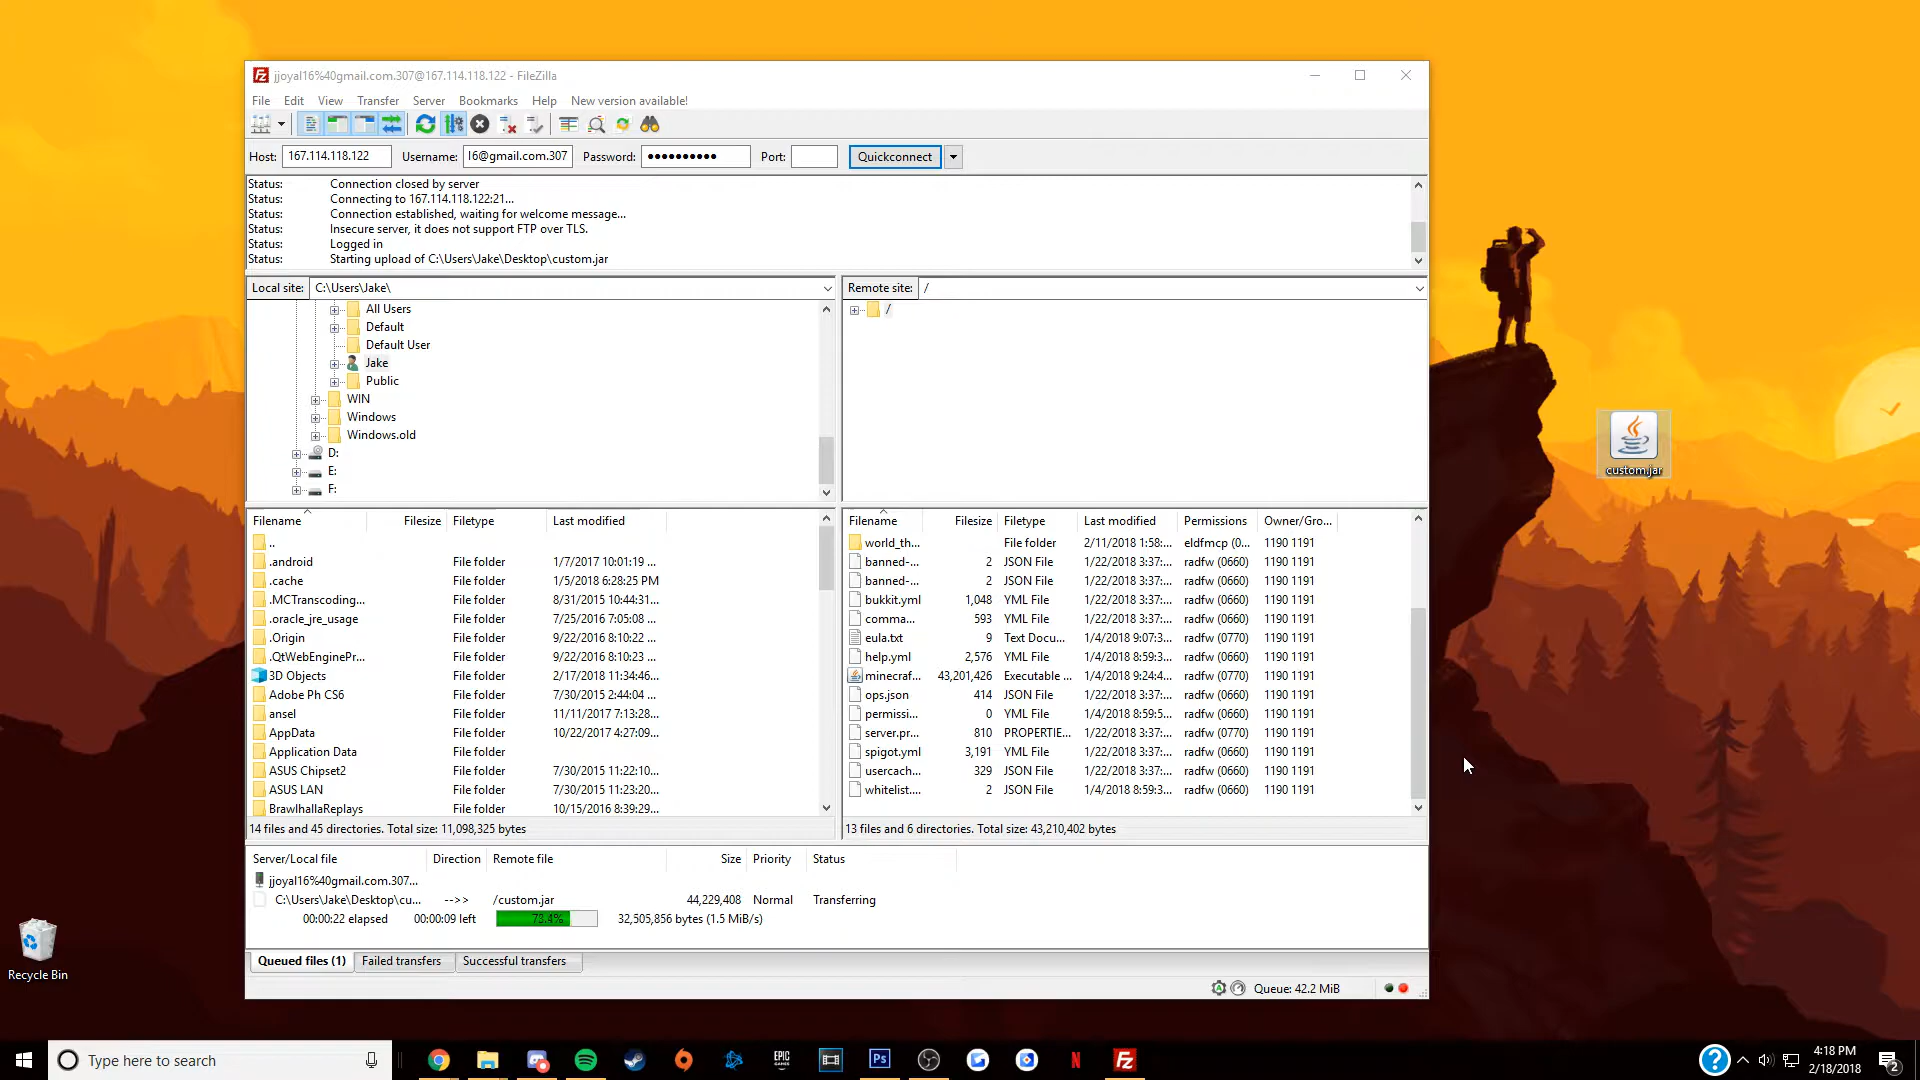 jjoyal16%40gmail.com.307@167.114.118.122 - FileZilla
File Edit View Transfer Server Bookmarks Help New version available!
Host: 167.114.118.122 Username: l6@gmail.com.307 Password: ●●●●●●●●●● Port: Quickconnect
Status: Connection closed by server
Status: Connecting to 167.114.118.122:21...
Status: Connection established, waiting for welcome message...
Status: Insecure server, it does not support FTP over TLS.
Status: Logged in
Status: Starting upload of C:\Users\Jake\Desktop\custom.jar
Local site: C:\Users\Jake\
All Users
Default
Default User
Jake
Public
WIN
Windows
Windows.old
D:
E:
F:
Remote site: /
/
custom.jar
Filename Filesize Filetype Last modified
..
.android File folder 1/7/2017 10:01:19 ...
.cache File folder 1/5/2018 6:28:25 PM
.MCTranscoding... File folder 8/31/2015 10:44:31...
.oracle_jre_usage File folder 7/25/2016 7:05:08 ...
.Origin File folder 9/22/2016 8:10:22 ...
.QtWebEnginePr... File folder 9/22/2016 8:10:23 ...
3D Objects File folder 2/17/2018 11:34:46...
Adobe Ph CS6 File folder 7/30/2015 2:44:04 ...
ansel File folder 11/11/2017 7:13:28...
AppData File folder 10/22/2017 4:27:09...
Application Data File folder
ASUS Chipset2 File folder 7/30/2015 11:22:10...
ASUS LAN File folder 7/30/2015 11:23:20...
BrawlhallaReplays File folder 10/15/2016 8:39:29...
14 files and 45 directories. Total size: 11,098,325 bytes
Filename Filesize Filetype Last modified Permissions Owner/Gro...
world_th... File folder 2/11/2018 1:58:... eldfmcp (0... 1190 1191
banned-... 2 JSON File 1/22/2018 3:37:... radfw (0660) 1190 1191
banned-... 2 JSON File 1/22/2018 3:37:... radfw (0660) 1190 1191
bukkit.yml 1,048 YML File 1/22/2018 3:37:... radfw (0660) 1190 1191
comma... 593 YML File 1/22/2018 3:37:... radfw (0660) 1190 1191
eula.txt 9 Text Docu... 1/4/2018 9:07:3... radfw (0770) 1190 1191
help.yml 2,576 YML File 1/4/2018 8:59:3... radfw (0660) 1190 1191
minecraf... 43,201,426 Executable ... 1/4/2018 9:24:4... radfw (0770) 1190 1191
ops.json 414 JSON File 1/22/2018 3:37:... radfw (0660) 1190 1191
permissi... 0 YML File 1/4/2018 8:59:5... radfw (0660) 1190 1191
server.pr... 810 PROPERTIE... 1/22/2018 3:37:... radfw (0770) 1190 1191
spigot.yml 3,191 YML File 1/22/2018 3:37:... radfw (0660) 1190 1191
usercach... 329 JSON File 1/22/2018 3:37:... radfw (0660) 1190 1191
whitelist.... 2 JSON File 1/4/2018 8:59:3... radfw (0660) 1190 1191
13 files and 6 directories. Total size: 43,210,402 bytes
Server/Local file Direction Remote file Size Priority Status
jjoyal16%40gmail.com.307...
C:\Users\Jake\Desktop\cu... -->> /custom.jar 44,229,408 Normal Transferring
00:00:22 elapsed 00:00:09 left 73.4% 32,505,856 bytes (1.5 MiB/s)
Queued files (1) Failed transfers Successful transfers
Queue: 42.2 MiB
Recycle Bin
Type here to search
EPIC GAMES
Ps
N
Fz
4:18 PM
2/18/2018
2